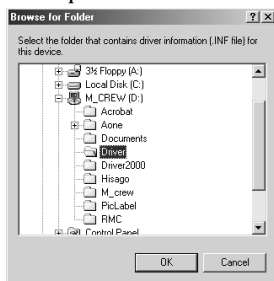 Browse for Folder
Select the folder that contains driver information (.INF file) for
this device.
3½ Floppy (A:)
Local Disk (C:)
M_CREW (D:)
Acrobat
Aone
Documents
Driver
Driver2000
Hisago
M_crew
PicLabel
RMC
Control Panel
OK
Cancel